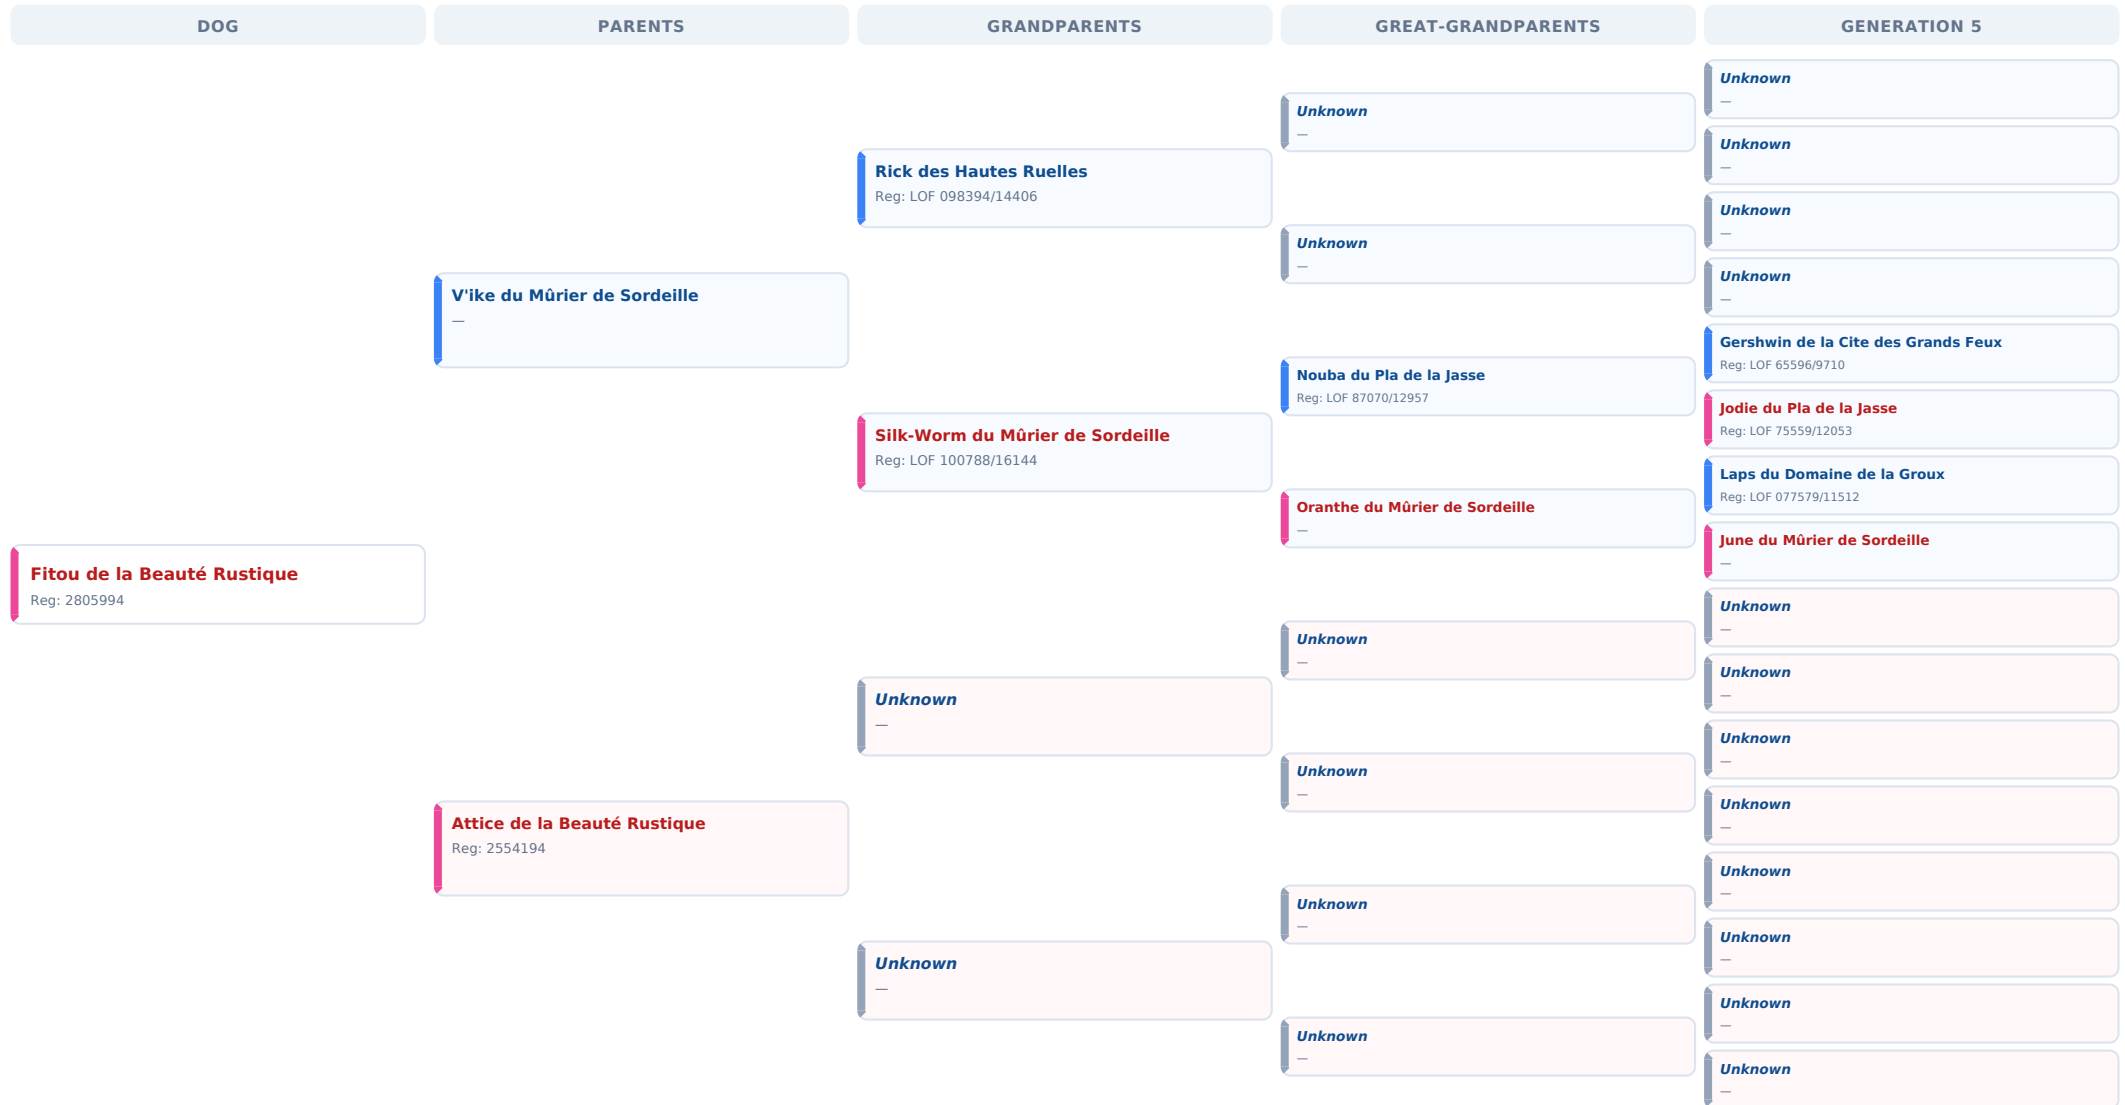 DOG
PARENTS
GRANDPARENTS
GREAT-GRANDPARENTS
GENERATION 5
Fitou de la Beauté Rustique
Reg: 2805994
V'ike du Mûrier de Sordeille
—
Attice de la Beauté Rustique
Reg: 2554194
Rick des Hautes Ruelles
Reg: LOF 098394/14406
Silk-Worm du Mûrier de Sordeille
Reg: LOF 100788/16144
Unknown
—
Unknown
—
Unknown
—
Unknown
—
Nouba du Pla de la Jasse
Reg: LOF 87070/12957
Oranthe du Mûrier de Sordeille
—
Unknown
—
Unknown
—
Unknown
—
Unknown
—
Unknown
—
Unknown
—
Unknown
—
Unknown
—
Gershwin de la Cite des Grands Feux
Reg: LOF 65596/9710
Jodie du Pla de la Jasse
Reg: LOF 75559/12053
Laps du Domaine de la Groux
Reg: LOF 077579/11512
June du Mûrier de Sordeille
—
Unknown
—
Unknown
—
Unknown
—
Unknown
—
Unknown
—
Unknown
—
Unknown
—
Unknown
—